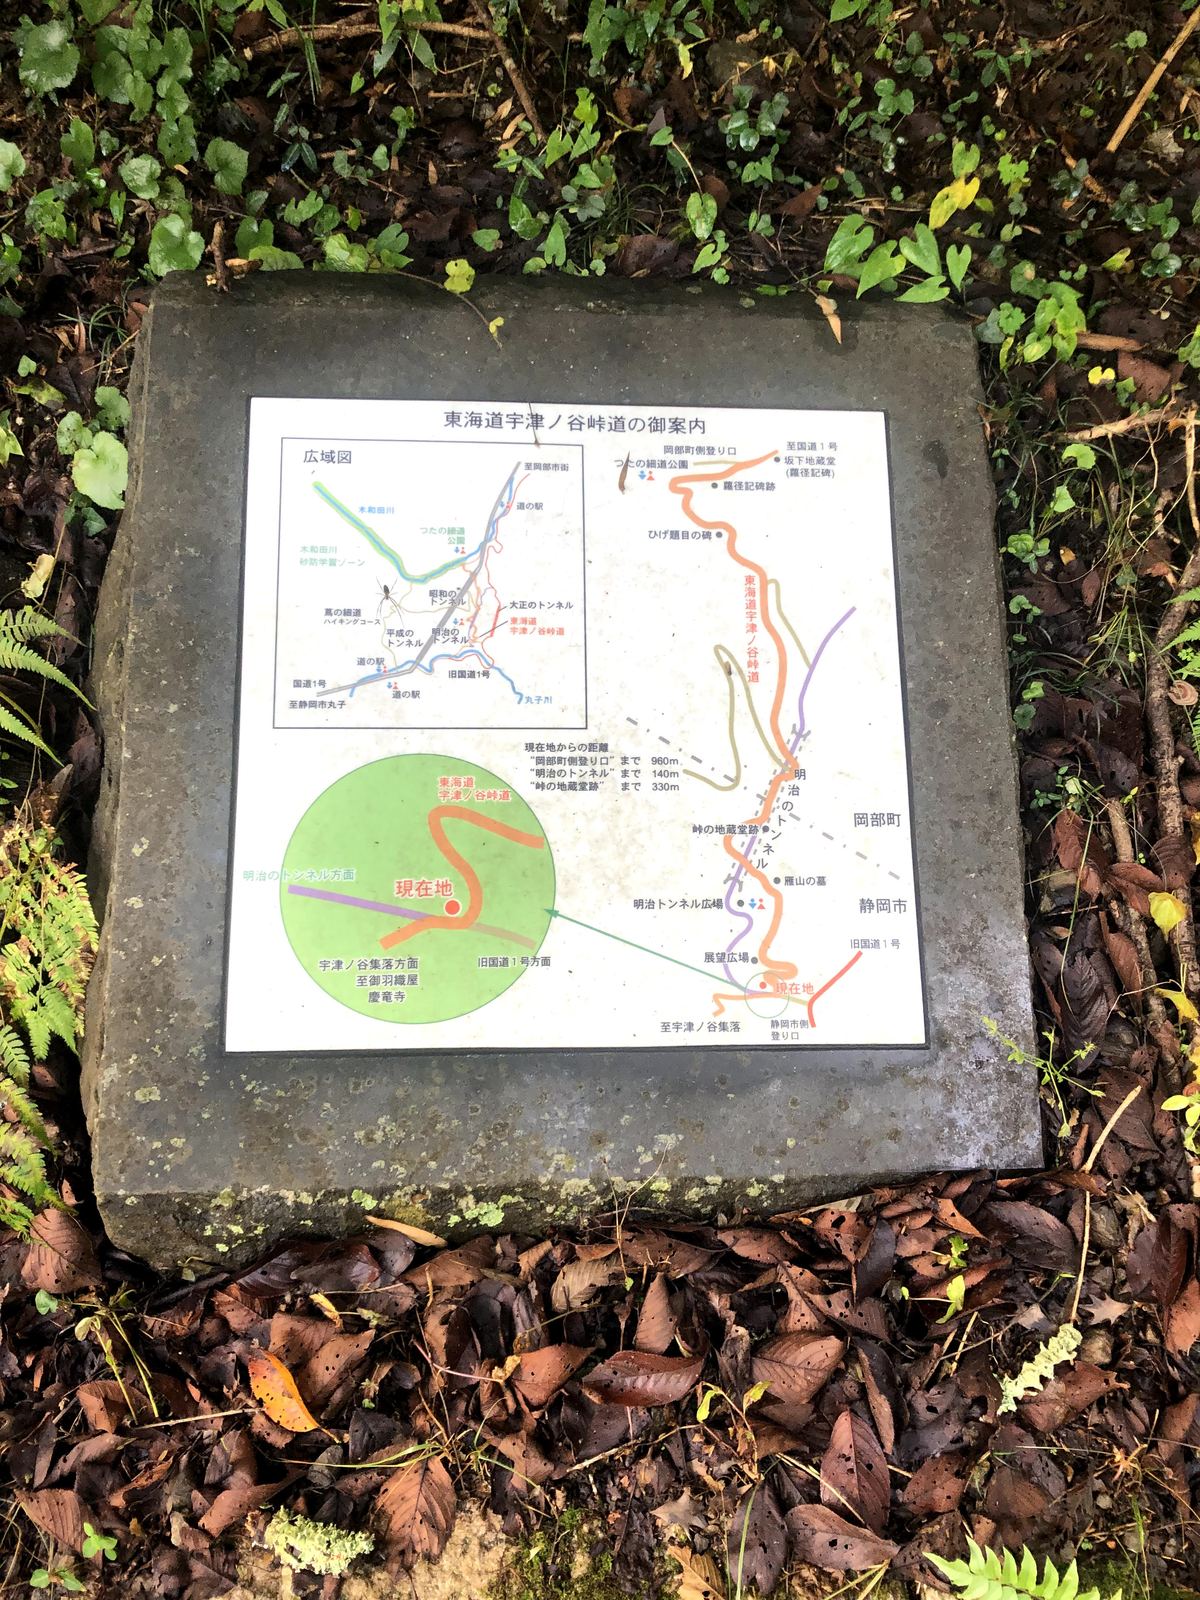 東海道宇津ノ谷峠道の御案内
広域図
至岡部市街
道の駅
木和田川
つたの細道
公園
木和田川
砂防学習ゾーン
昭和の
トンネル
大正のトンネル
蔦の細道
ハイキングコース
東海道
宇津ノ谷峠道
平成の
トンネル
明治の
トンネル
道の駅
旧国道1号
国道1号
道の駅
至静岡市丸子
丸子川
岡部町側登り口
至国道1号
つたの細道公園
坂下地蔵堂
(蘿径記碑)
蘿径記碑跡
ひげ題目の碑
東海道宇津ノ谷峠道
現在地からの距離
"岡部町側登り口" まで 960m
"明治のトンネル" まで 140m
"峠の地蔵堂跡" まで 330m
明治のトンネル
岡部町
峠の地蔵堂跡
雁山の墓
明治トンネル広場
静岡市
旧国道1号
展望広場
現在地
至宇津ノ谷集落
静岡市側
登り口
東海道
宇津ノ谷峠道
明治のトンネル方面
現在地
宇津ノ谷集落方面
至御羽織屋
慶竜寺
旧国道1号方面